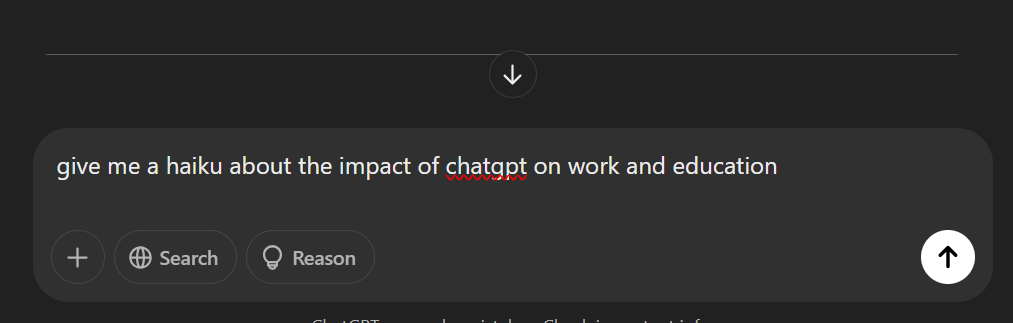 give me a haiku about the impact of chatgpt on work and education
Search
Reason